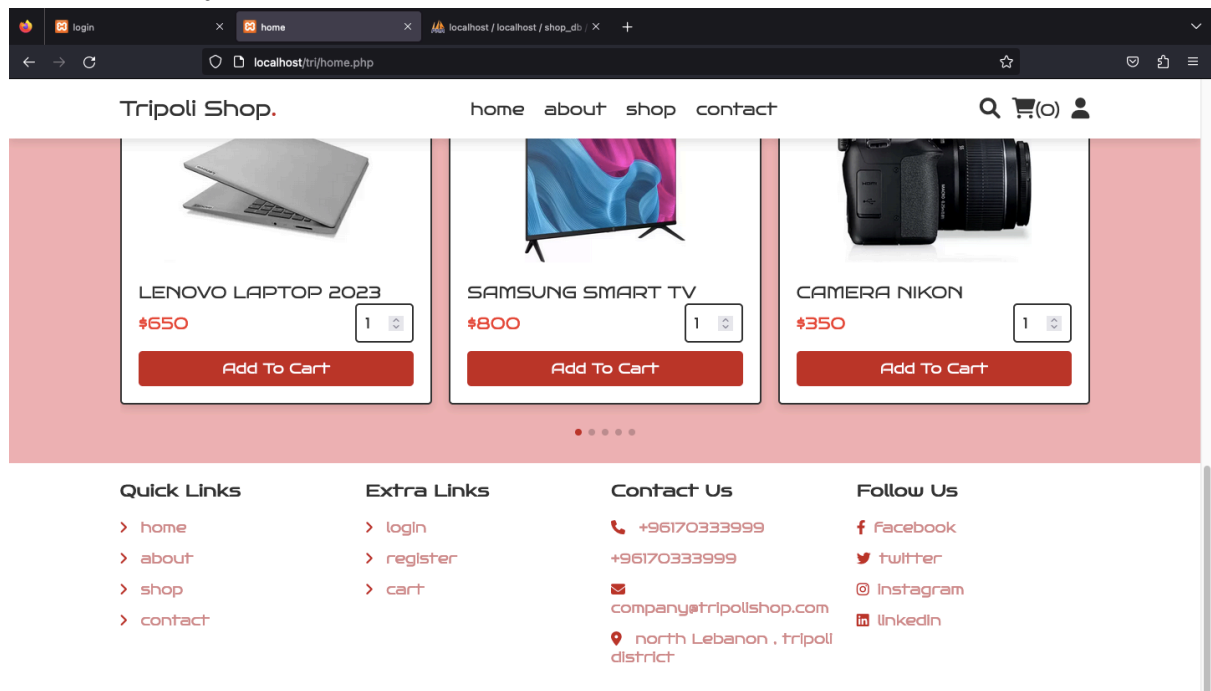 login
home
localhost / localhost / shop_db /
localhost/tri/home.php
Tripoli Shop.
home about shop contact
(0)
LENOVO LAPTOP 2023
$650
1
Add To Cart
SAMSUNG SMART TV
$800
1
Add To Cart
CAMERA NIKON
$350
1
Add To Cart
Quick Links
home
about
shop
contact
Extra Links
login
register
cart
Contact Us
+96170333999
+96170333999
company@tripolishop.com
north Lebanon , tripoli
district
Follow Us
facebook
twitter
instagram
linkedin